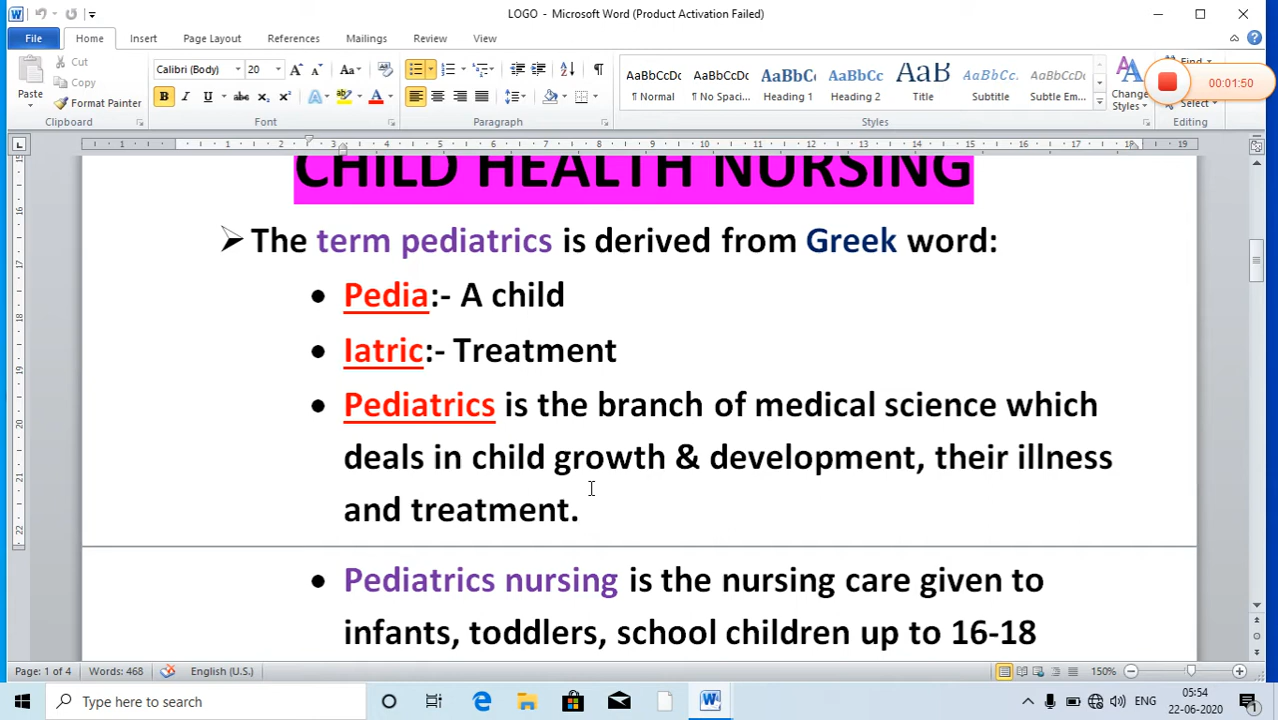 LOGO - Microsoft Word (Product Activation Failed)
File Home Insert Page Layout References Mailings Review View
Paste
Cut
Copy
Format Painter
Calibri (Body) 20
AaBbCcDc AaBbCcDc AaBbC AaBbCc AaB AaBbCcL AaBbCcDc
¶ Normal ¶ No Spaci... Heading 1 Heading 2 Title Subtitle Subtle Em...
Change Styles
Find
Select
00:01:50
Clipboard Font Paragraph Styles Editing
CHILD HEALTH NURSING
➢ The term pediatrics is derived from Greek word:
• Pedia:- A child
• Iatric:- Treatment
• Pediatrics is the branch of medical science which
deals in child growth & development, their illness
and treatment.
• Pediatrics nursing is the nursing care given to
infants, toddlers, school children up to 16-18
Page: 1 of 4 Words: 468 English (U.S.) 150%
Type here to search
ENG
05:54
22-06-2020